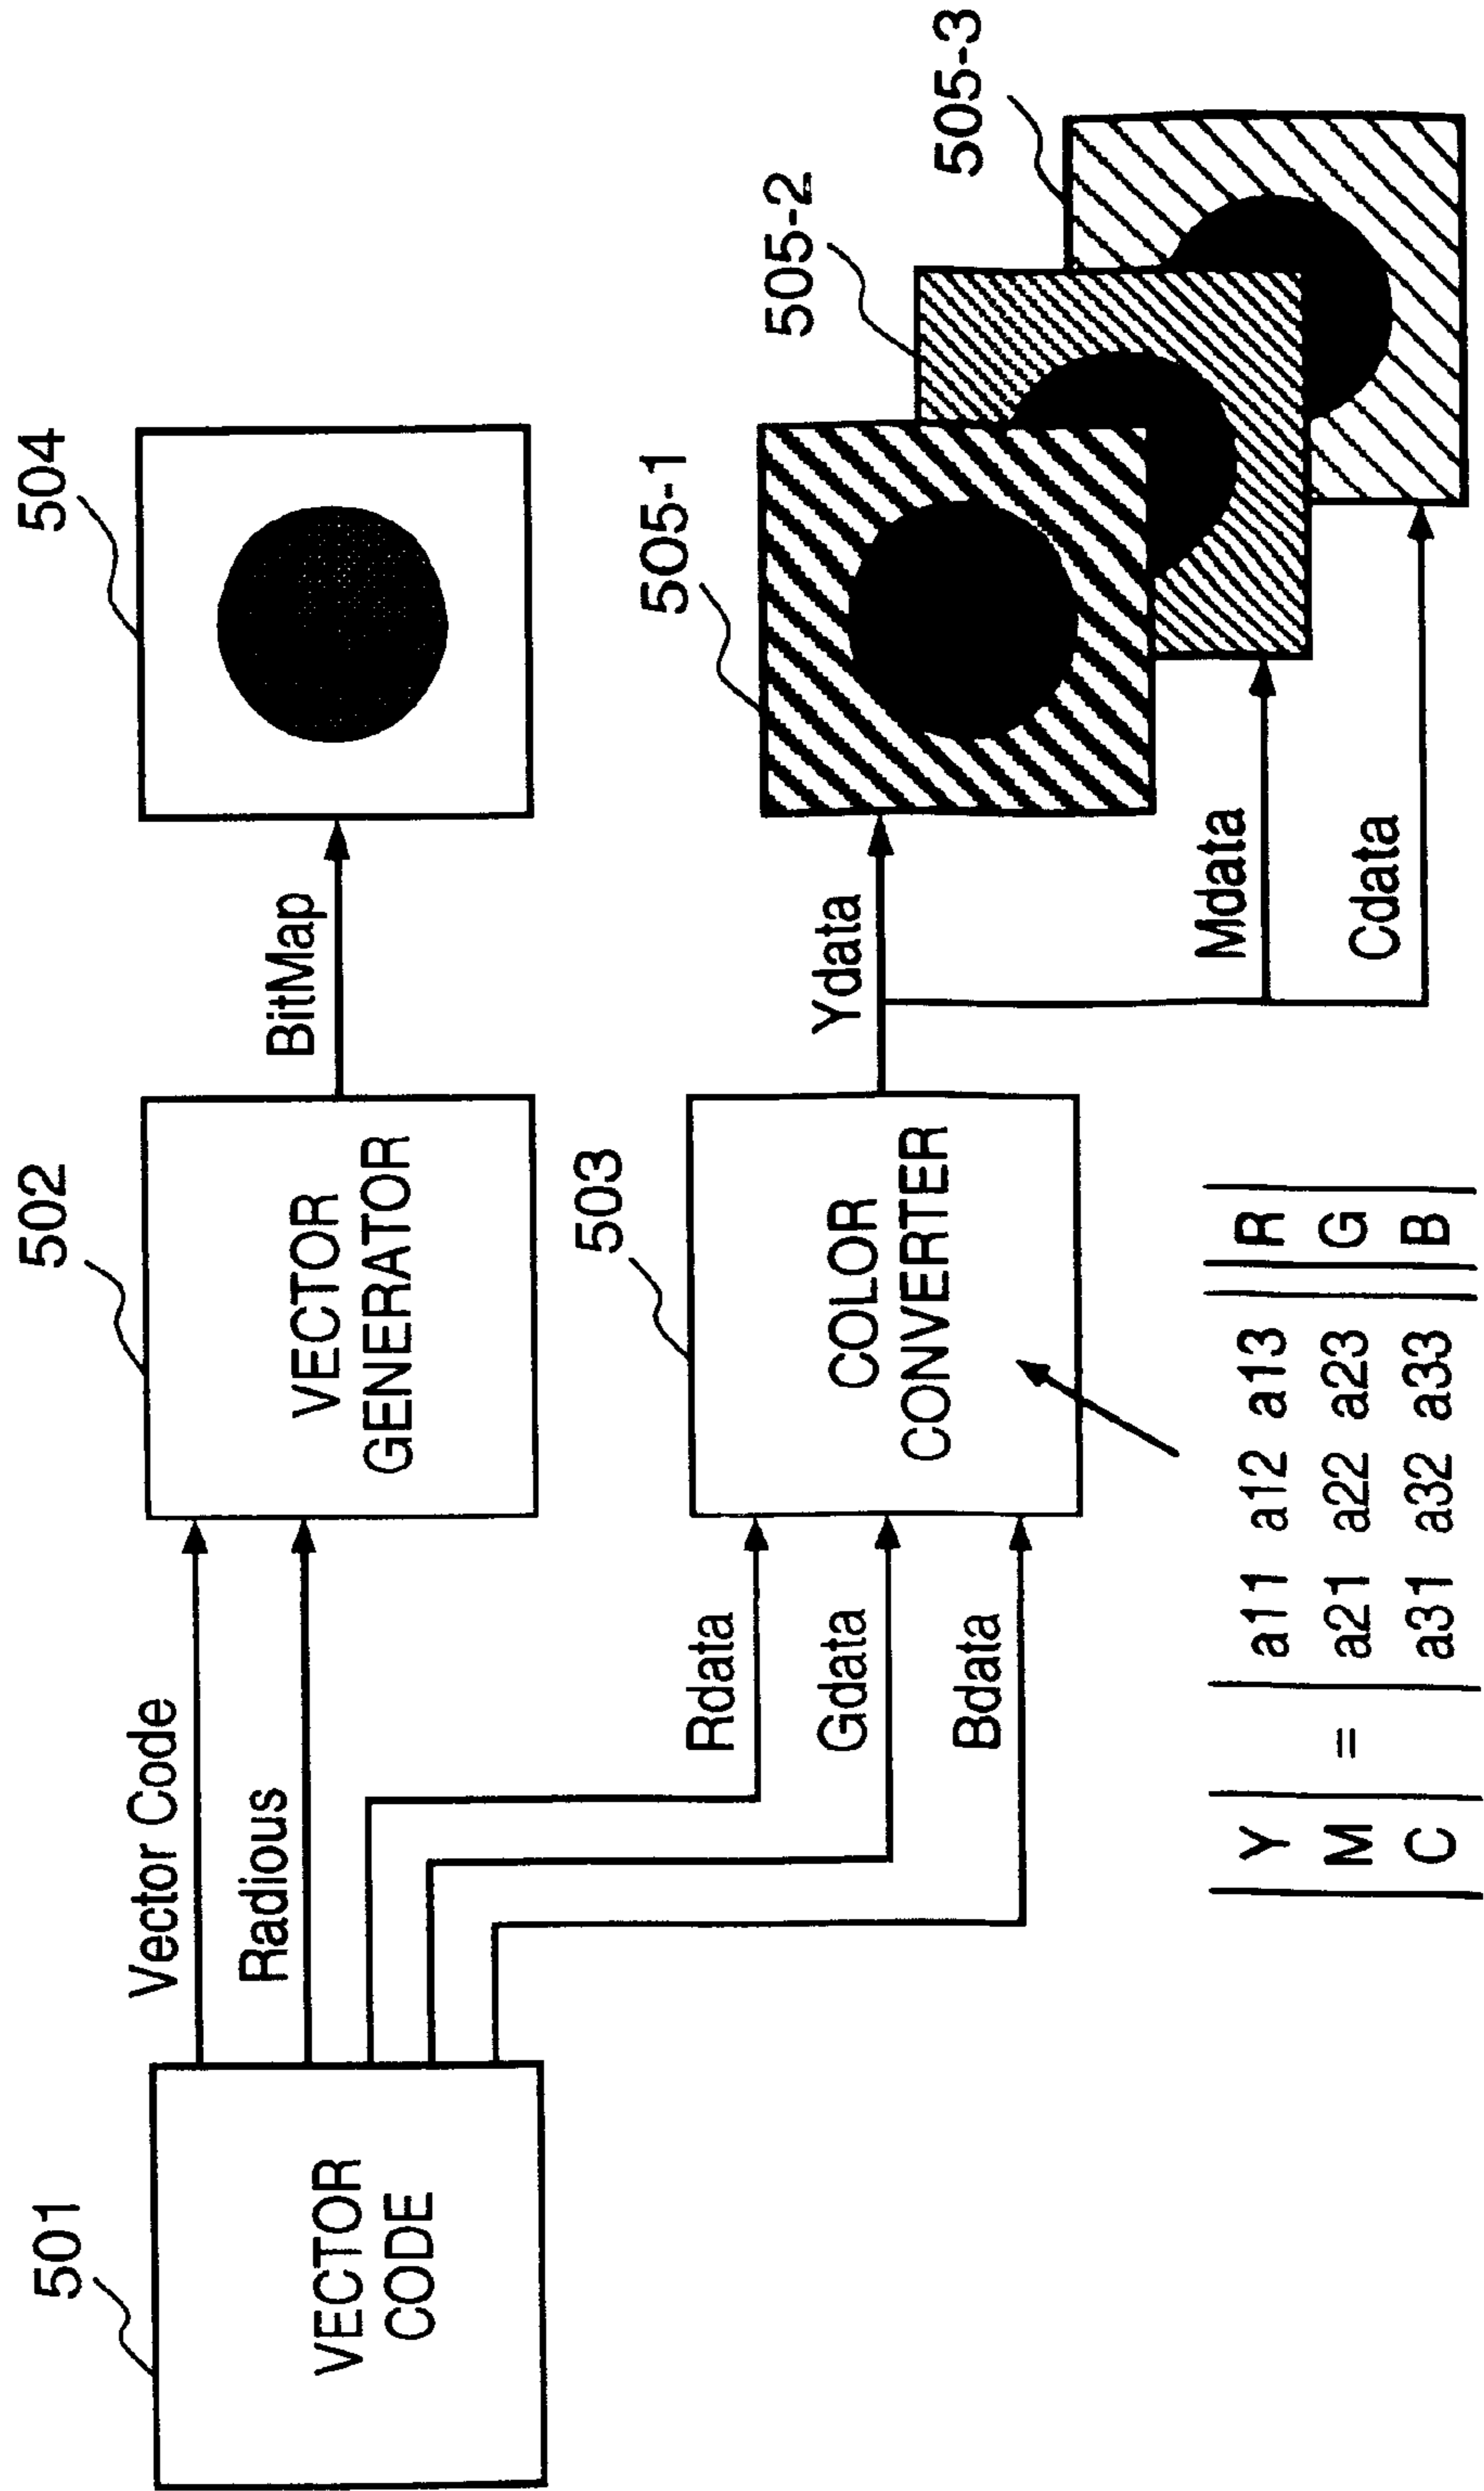 501
VECTOR
CODE
Vector Code
Radious
Rdata
Gdata
Bdata
502
VECTOR
GENERATOR
503
COLOR
CONVERTER
BitMap
504
Ydata
Mdata
Cdata
505-1
505-2
505-3
Y = a11 a12 a13 R
M a21 a22 a23 G
C a31 a32 a33 B